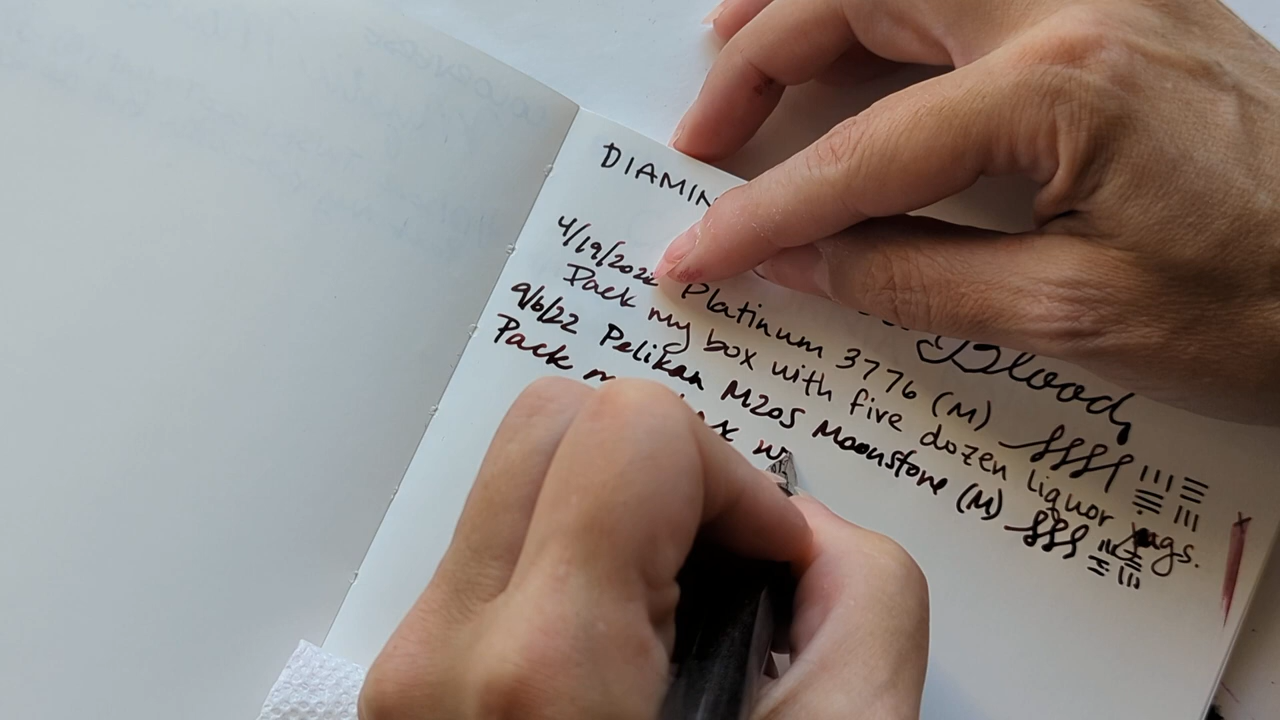 DIAMIN
Blood
4/19/2022 Platinum 3776 (M)
Pack my box with five dozen liquor jugs.
9/6/22 Pelikan M205 Moonstone (M)
Pack